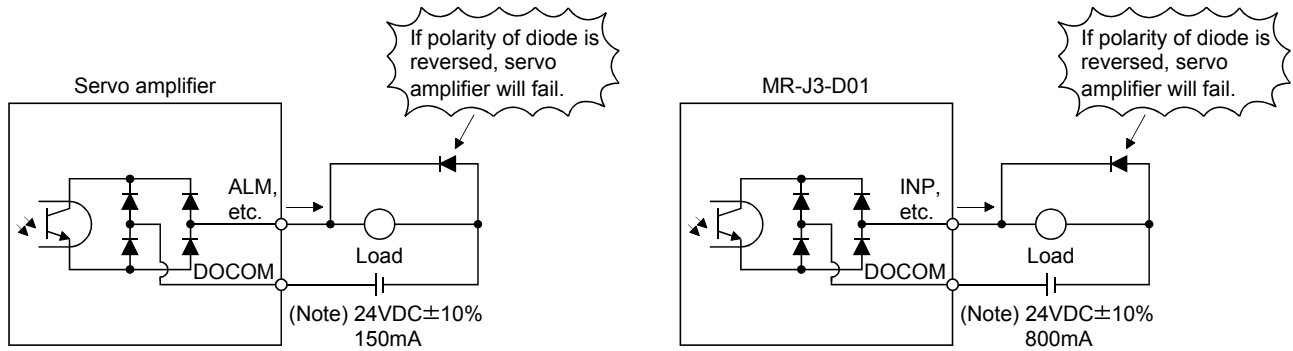 If polarity of diode is
reversed, servo
amplifier will fail.
Servo amplifier
ALM,
etc.
Load
DOCOM
(Note) 24VDC±10%
150mA
If polarity of diode is
reversed, servo
amplifier will fail.
MR-J3-D01
INP,
etc.
Load
DOCOM
(Note) 24VDC±10%
800mA